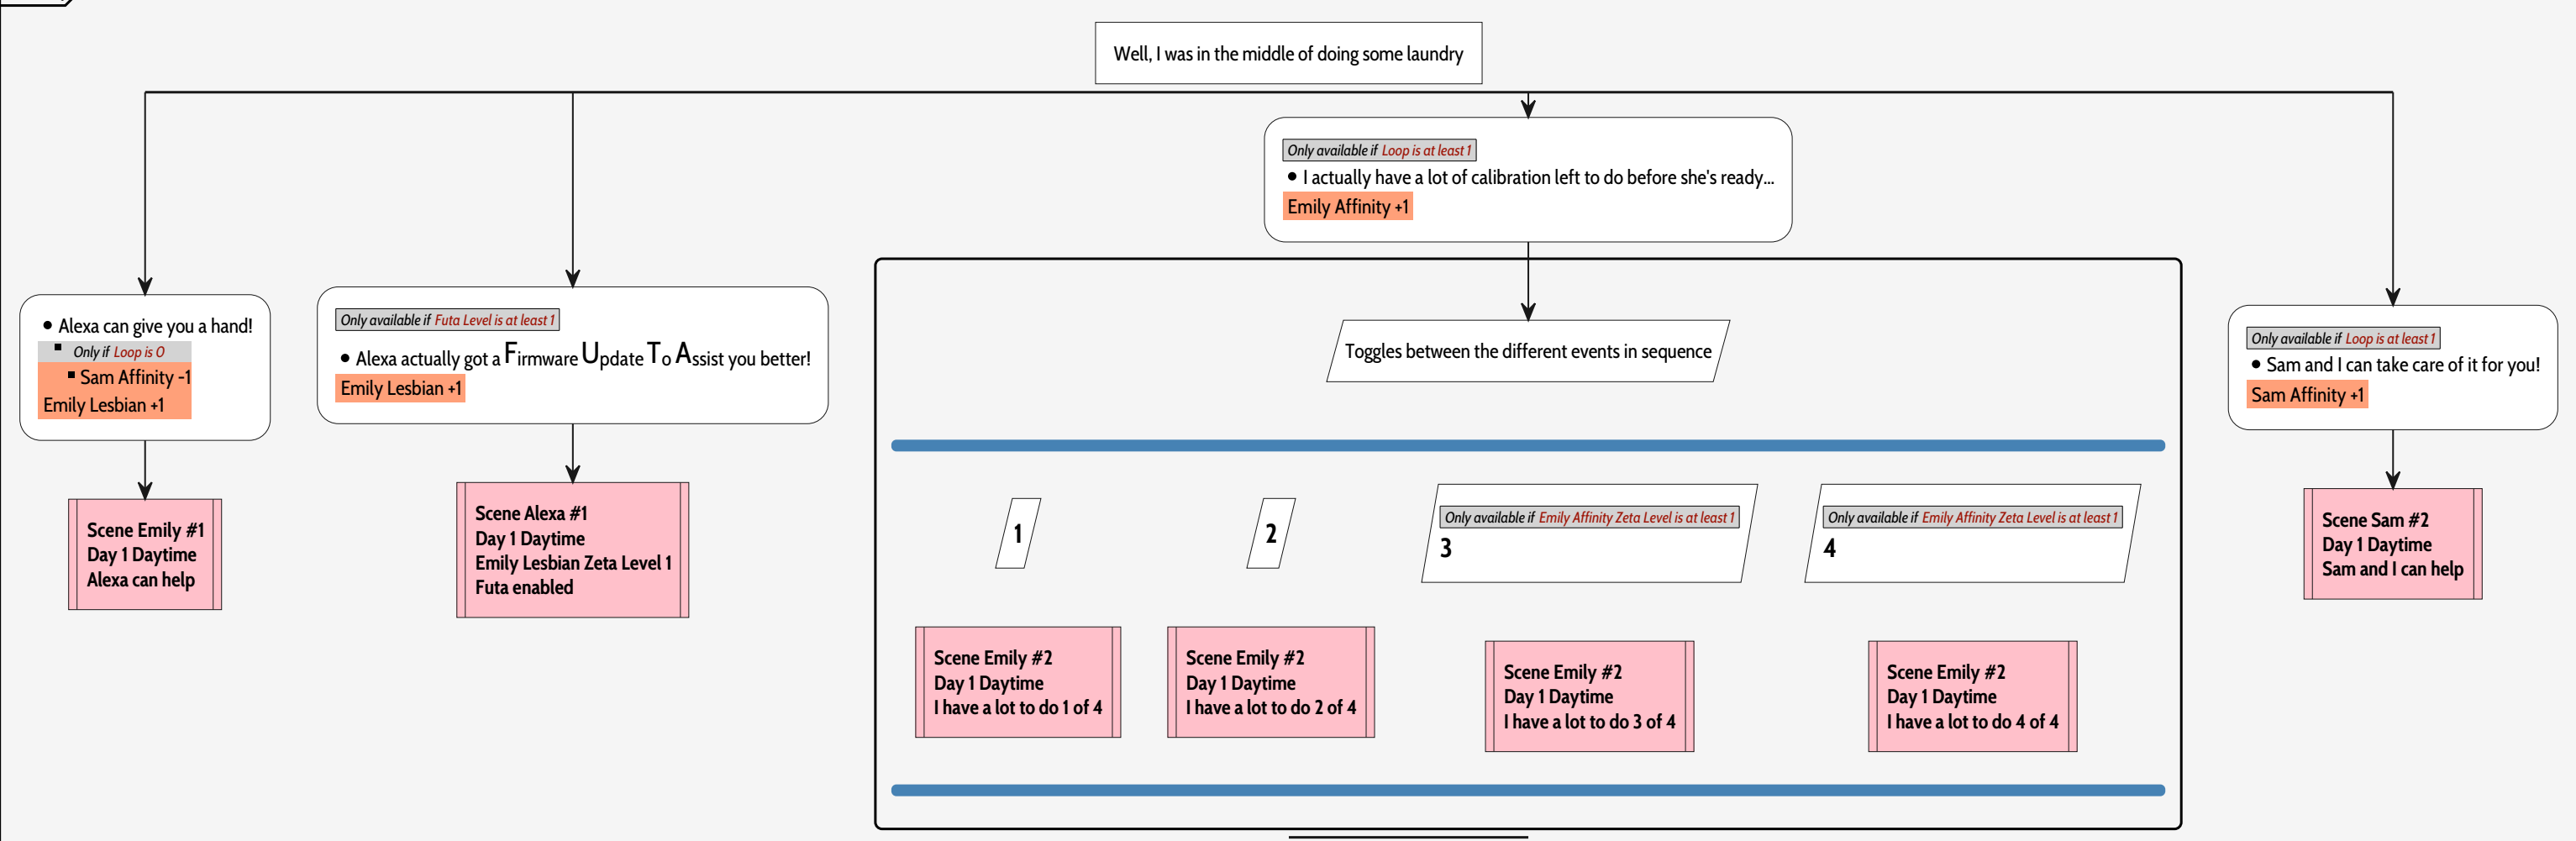 Well, I was in the middle of doing some laundry
Only available if Loop is at least 1
I actually have a lot of calibration left to do before she's ready...
Emily Affinity +1
Alexa can give you a hand!
Only if Loop is 0
Sam Affinity -1
Emily Lesbian +1
Only available if Futa Level is at least 1
Alexa actually got a Firmware Update To Assist you better!
Emily Lesbian +1
Toggles between the different events in sequence
Only available if Loop is at least 1
Sam and I can take care of it for you!
Sam Affinity +1
Scene Emily #1
Day 1 Daytime
Alexa can help
Scene Alexa #1
Day 1 Daytime
Emily Lesbian Zeta Level 1
Futa enabled
1
2
Only available if Emily Affinity Zeta Level is at least 1
3
Only available if Emily Affinity Zeta Level is at least 1
4
Scene Sam #2
Day 1 Daytime
Sam and I can help
Scene Emily #2
Day 1 Daytime
I have a lot to do 1 of 4
Scene Emily #2
Day 1 Daytime
I have a lot to do 2 of 4
Scene Emily #2
Day 1 Daytime
I have a lot to do 3 of 4
Scene Emily #2
Day 1 Daytime
I have a lot to do 4 of 4